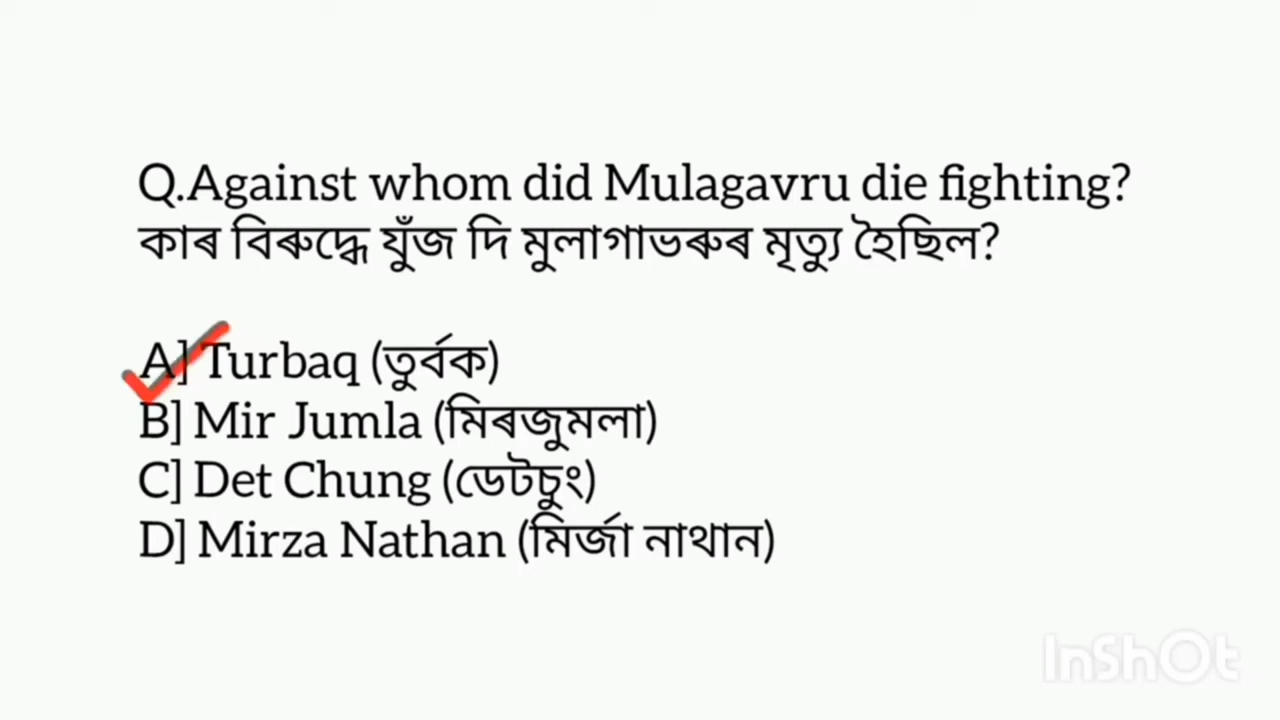 Q.Against whom did Mulagavru die fighting?
কাৰ বিৰুদ্ধে যুঁজ দি মুলাগাভৰুৰ মৃত্যু হৈছিল?
A] Turbaq (তুৰ্বক)
B] Mir Jumla (মিৰজুমলা)
C] Det Chung (ডেটচুং)
D] Mirza Nathan (মিৰ্জা নাথান)
InShOt